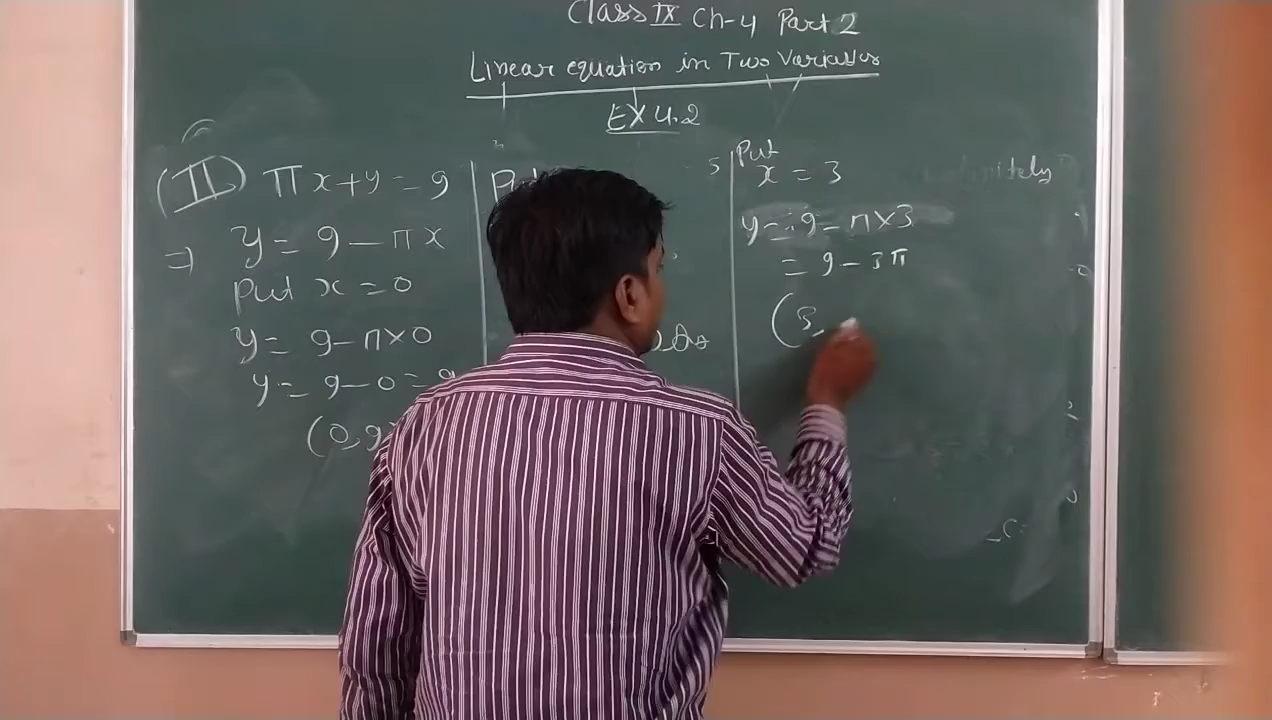 Class IX Ch-4 Part 2
Linear equation in Two Variables
EX 4.2
(II) πx+y=9
⇒ y = 9-πx
Put x = 0
y = 9-π×0
y = 9-0=9
(0,9
Put
x = 3
y = 9-π×3
= 9-3π
(3,